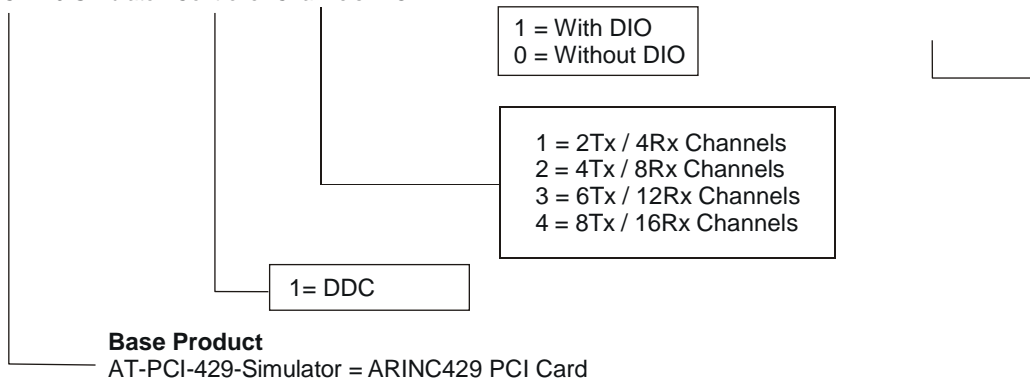 1 = With DIO
0 = Without DIO
1 = 2Tx / 4Rx Channels
2 = 4Tx / 8Rx Channels
3 = 6Tx / 12Rx Channels
4 = 8Tx / 16Rx Channels
1= DDC
Base Product
AT-PCI-429-Simulator = ARINC429 PCI Card